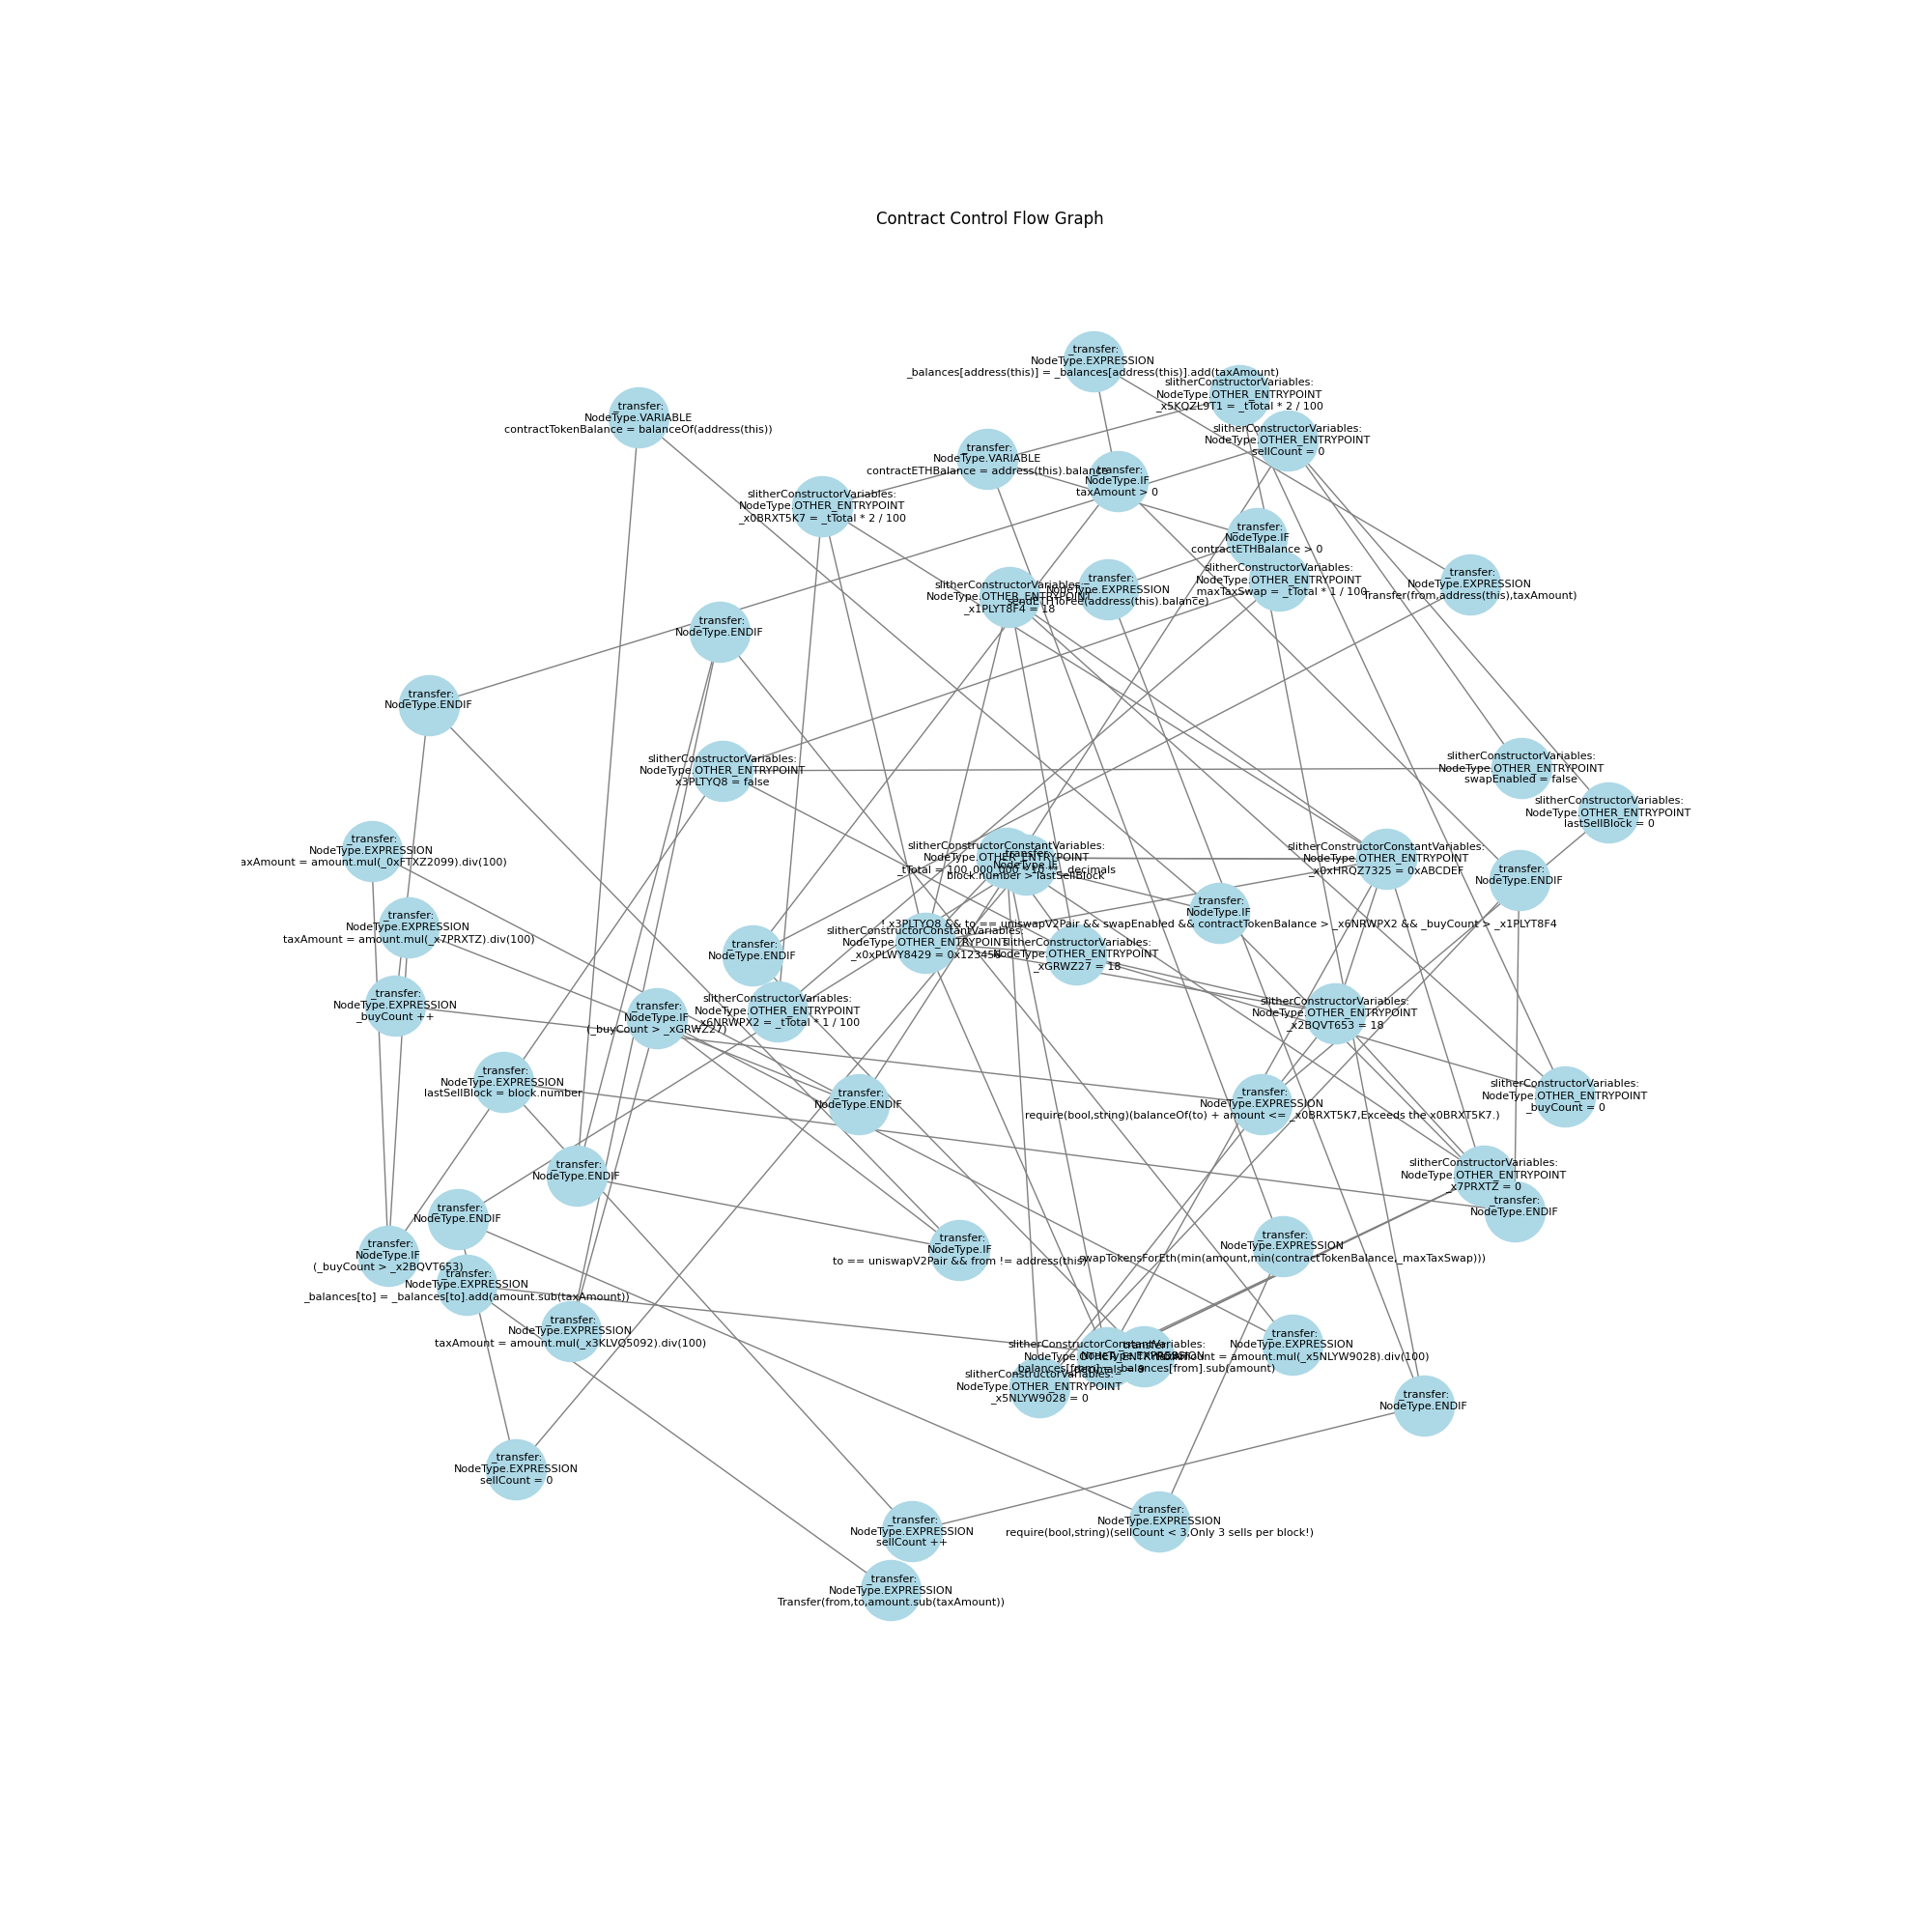 Contract Control Flow Graph
_transfer:
NodeType.EXPRESSION
_balances[address(this)] = _balances[address(this)].add(taxAmount)
slitherConstructorVariables:
NodeType.OTHER_ENTRYPOINT
_x5KQZL9T1 = _tTotal * 2 / 100
_transfer:
NodeType.VARIABLE
contractTokenBalance = balanceOf(address(this))
slitherConstructorVariables:
NodeType.OTHER_ENTRYPOINT
sellCount = 0
_transfer:
NodeType.VARIABLE
contractETHBalance = address(this).balance
_transfer:
NodeType.IF
taxAmount > 0
slitherConstructorVariables:
NodeType.OTHER_ENTRYPOINT
_x0BRXT5K7 = _tTotal * 2 / 100
_transfer:
NodeType.IF
contractETHBalance > 0
slitherConstructorVariables:
NodeType.OTHER_ENTRYPOINT
_maxTaxSwap = _tTotal * 1 / 100
_transfer:
NodeType.EXPRESSION
Transfer(from,address(this),taxAmount)
slitherConstructorVariables:
NodeType.OTHER_ENTRYPOINT
_x1PLYT8F4 = 18
_transfer:
NodeType.EXPRESSION
sendETHToFee(address(this).balance)
_transfer:
NodeType.ENDIF
_transfer:
NodeType.ENDIF
slitherConstructorVariables:
NodeType.OTHER_ENTRYPOINT
x3PLTYQ8 = false
slitherConstructorVariables:
NodeType.OTHER_ENTRYPOINT
swapEnabled = false
slitherConstructorVariables:
NodeType.OTHER_ENTRYPOINT
lastSellBlock = 0
_transfer:
NodeType.EXPRESSION
axAmount = amount.mul(_0xFTXZ2099).div(100)
slitherConstructorConstantVariables:
NodeType.OTHER_ENTRYPOINT
_tTotal = 100_000_000 * 10 ** _decimals
_transfer:
NodeType.IF
block.number > lastSellBlock
slitherConstructorConstantVariables:
NodeType.OTHER_ENTRYPOINT
_x0xHRQZ7325 = 0xABCDEF
_transfer:
NodeType.ENDIF
_transfer:
NodeType.IF
! x3PLTYQ8 && to == uniswapV2Pair && swapEnabled && contractTokenBalance > _x6NRWPX2 && _buyCount > _x1PLYT8F4
_transfer:
NodeType.EXPRESSION
taxAmount = amount.mul(_x7PRXTZ).div(100)
slitherConstructorConstantVariables:
NodeType.OTHER_ENTRYPOINT
_x0xPLWY8429 = 0x123456
slitherConstructorVariables:
NodeType.OTHER_ENTRYPOINT
_xGRWZ27 = 18
_transfer:
NodeType.ENDIF
_transfer:
NodeType.EXPRESSION
_buyCount ++
_transfer:
NodeType.IF
(_buyCount > _xGRWZ27)
slitherConstructorVariables:
NodeType.OTHER_ENTRYPOINT
_x6NRWPX2 = _tTotal * 1 / 100
slitherConstructorVariables:
NodeType.OTHER_ENTRYPOINT
_x2BQVT653 = 18
_transfer:
NodeType.EXPRESSION
lastSellBlock = block.number
_transfer:
NodeType.ENDIF
_transfer:
NodeType.EXPRESSION
require(bool,string)(balanceOf(to) + amount <= _x0BRXT5K7,Exceeds the x0BRXT5K7.)
slitherConstructorVariables:
NodeType.OTHER_ENTRYPOINT
_buyCount = 0
_transfer:
NodeType.ENDIF
slitherConstructorVariables:
NodeType.OTHER_ENTRYPOINT
_x7PRXTZ = 0
_transfer:
NodeType.ENDIF
_transfer:
NodeType.ENDIF
_transfer:
NodeType.IF
(_buyCount > _x2BQVT653)
_transfer:
NodeType.IF
to == uniswapV2Pair && from != address(this)
_transfer:
NodeType.EXPRESSION
swapTokensForEth(min(amount,min(contractTokenBalance,_maxTaxSwap)))
_transfer:
NodeType.EXPRESSION
_balances[to] = _balances[to].add(amount.sub(taxAmount))
_transfer:
NodeType.EXPRESSION
taxAmount = amount.mul(_x3KLVQ5092).div(100)
slitherConstructorConstantVariables:
NodeType.OTHER_ENTRYPOINT
_transfer:
NodeType.EXPRESSION
_balances[from] = _balances[from].sub(amount)
_transfer:
NodeType.EXPRESSION
taxAmount = amount.mul(_x5NLYW9028).div(100)
slitherConstructorVariables:
NodeType.OTHER_ENTRYPOINT
_x5NLYW9028 = 0
_transfer:
NodeType.ENDIF
_transfer:
NodeType.EXPRESSION
sellCount = 0
_transfer:
NodeType.EXPRESSION
sellCount ++
_transfer:
NodeType.EXPRESSION
require(bool,string)(sellCount < 3,Only 3 sells per block!)
_transfer:
NodeType.EXPRESSION
Transfer(from,to,amount.sub(taxAmount))